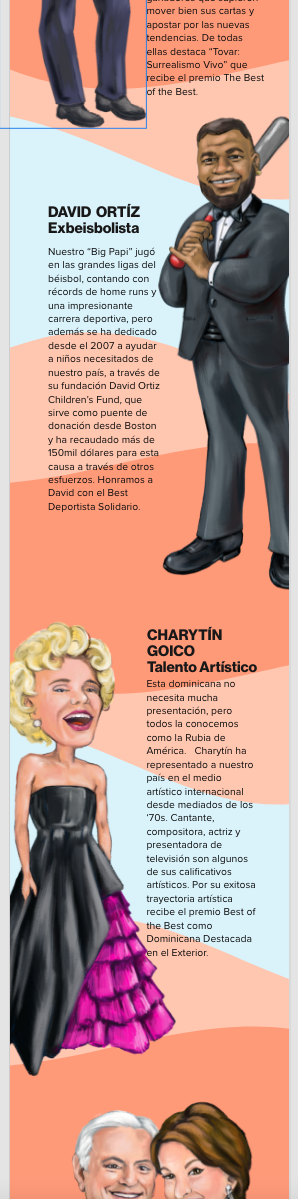 mover bien sus cartas y
apostar por las nuevas
tendencias. De todas
ellas destaca “Tovar:
Surrealismo Vivo” que
recibe el premio The Best
of the Best.
DAVID ORTÍZ
Exbeisbolista
Nuestro “Big Papi” jugó
en las grandes ligas del
béisbol, contando con
récords de home runs y
una impresionante
carrera deportiva, pero
además se ha dedicado
desde el 2007 a ayudar
a niños necesitados de
nuestro país, a través de
su fundación David Ortiz
Children’s Fund, que
sirve como puente de
donación desde Boston
y ha recaudado más de
150mil dólares para esta
causa a través de otros
esfuerzos. Honramos a
David con el Best
Deportista Solidario.
CHARYTÍN
GOICO
Talento Artístico
Esta dominicana no
necesita mucha
presentación, pero
todos la conocemos
como la Rubia de
América. Charytín ha
representado a nuestro
país en el medio
artístico internacional
desde mediados de los
’70s. Cantante,
compositora, actriz y
presentadora de
televisión son algunos
de sus calificativos
artísticos. Por su exitosa
trayectoria artística
recibe el premio Best of
the Best como
Dominicana Destacada
en el Exterior.